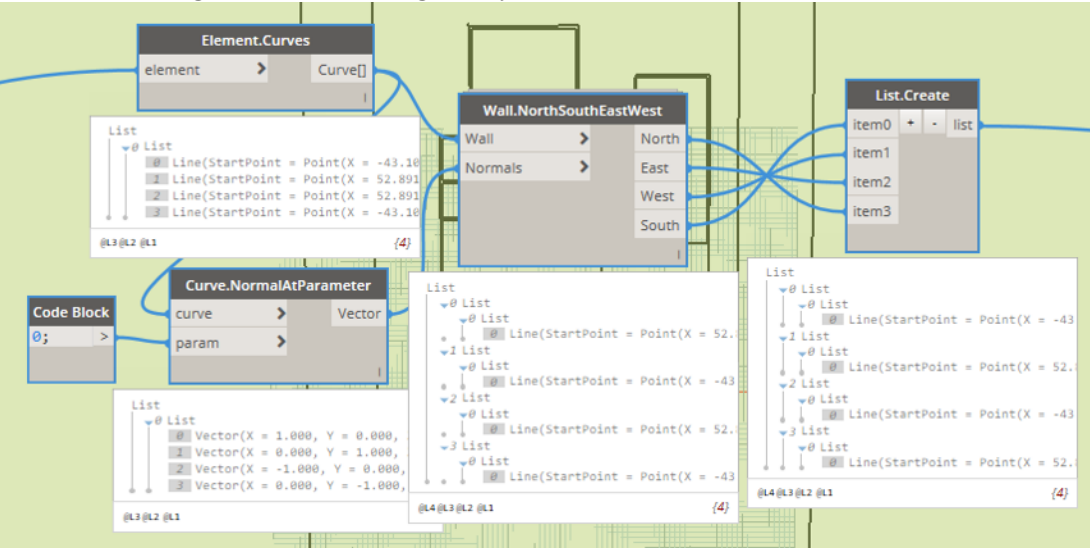 Element.Curves
element > Curve[]
l
List
0 List
0 Line(StartPoint = Point(X = -43.10
1 Line(StartPoint = Point(X = 52.891
2 Line(StartPoint = Point(X = 52.891
3 Line(StartPoint = Point(X = -43.10
@L3 @L2 @L1 {4}
Wall.NorthSouthEastWest
Wall > North
Normals > East
West
South
l
List.Create
item0 + - list
item1
item2
item3
Code Block
0; >
Curve.NormalAtParameter
curve > Vector
param >
l
List
0 List
0 Vector(X = 1.000, Y = 0.000,
1 Vector(X = 0.000, Y = 1.000,
2 Vector(X = -1.000, Y = 0.000,
3 Vector(X = 0.000, Y = -1.000,
@L3 @L2 @L1
List
0 List
0 List
0 Line(StartPoint = Point(X = 52.
1 List
0 List
0 Line(StartPoint = Point(X = -43
2 List
0 List
0 Line(StartPoint = Point(X = 52.
3 List
0 List
0 Line(StartPoint = Point(X = -43
@L4 @L3 @L2 @L1 {4}
List
0 List
0 List
0 Line(StartPoint = Point(X = -43
1 List
0 List
0 Line(StartPoint = Point(X = 52.
2 List
0 List
0 Line(StartPoint = Point(X = -43
3 List
0 List
0 Line(StartPoint = Point(X = 52.
@L4 @L3 @L2 @L1 {4}